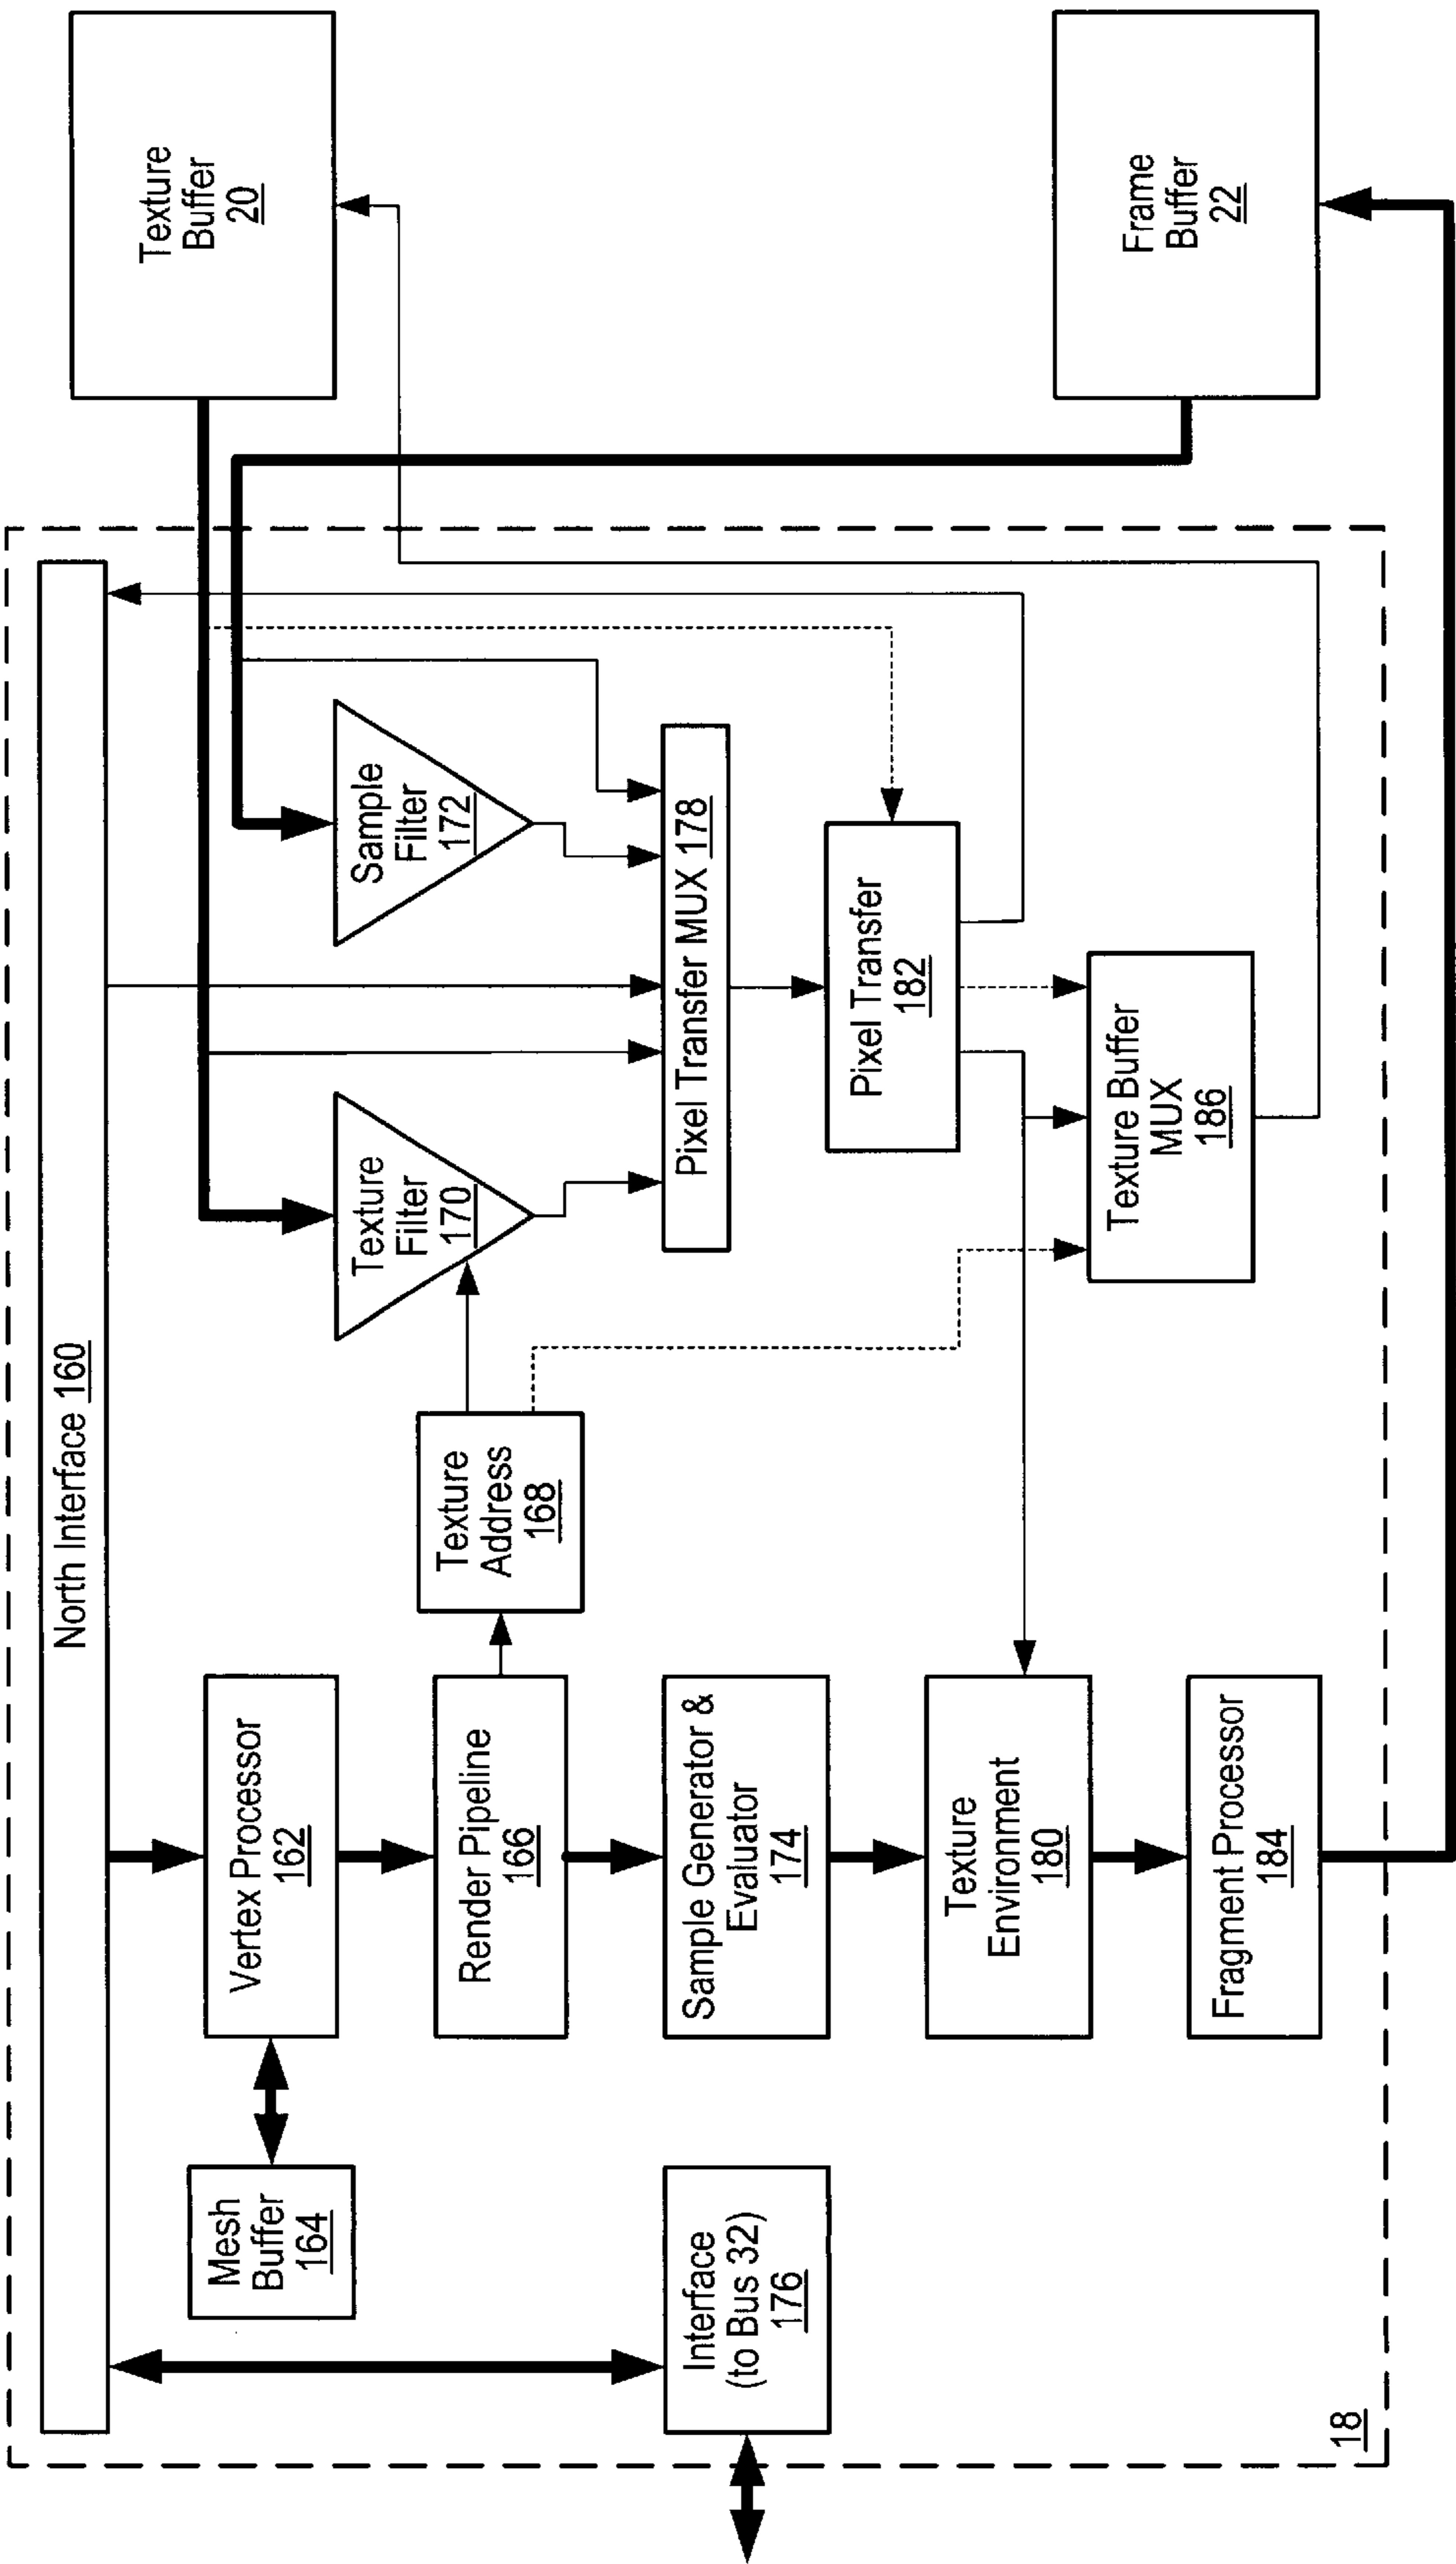 North Interface 160
Mesh
Buffer
164
Vertex Processor
162
Texture
Buffer
20
Interface
(to Bus 32)
176
Render Pipeline
166
Texture
Address
168
Texture
Filter
170
Sample
Filter
172
Sample Generator &
Evaluator
174
Pixel Transfer MUX 178
Texture
Environment
180
Pixel Transfer
182
Fragment Processor
184
Texture Buffer
MUX
186
Frame
Buffer
22
18